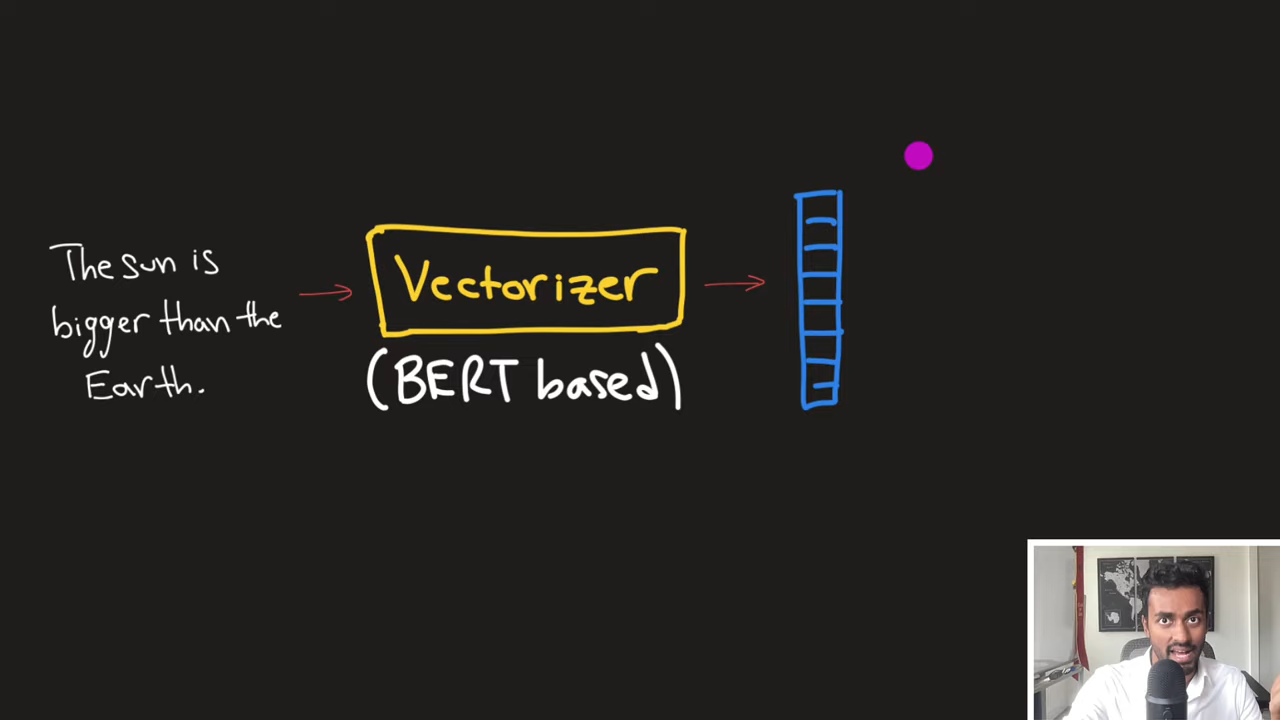 The sun is
bigger than the
Earth.
Vectorizer
(BERT based)